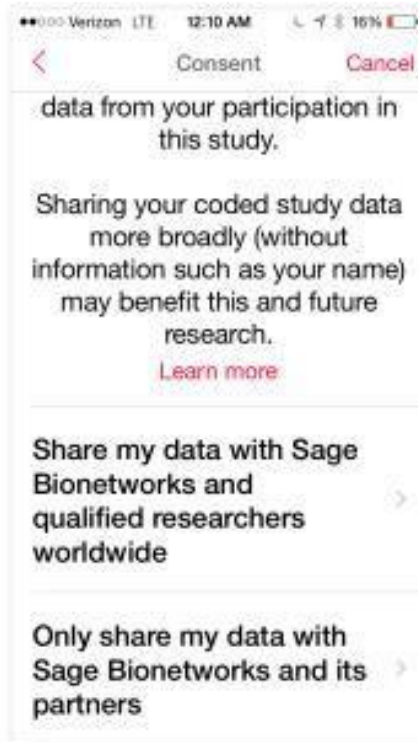 Verizon LTE 12:10 AM 16%
Consent Cancel
data from your participation in
this study.
Sharing your coded study data
more broadly (without
information such as your name)
may benefit this and future
research.
Learn more
Share my data with Sage
Bionetworks and
qualified researchers
worldwide
Only share my data with
Sage Bionetworks and its
partners